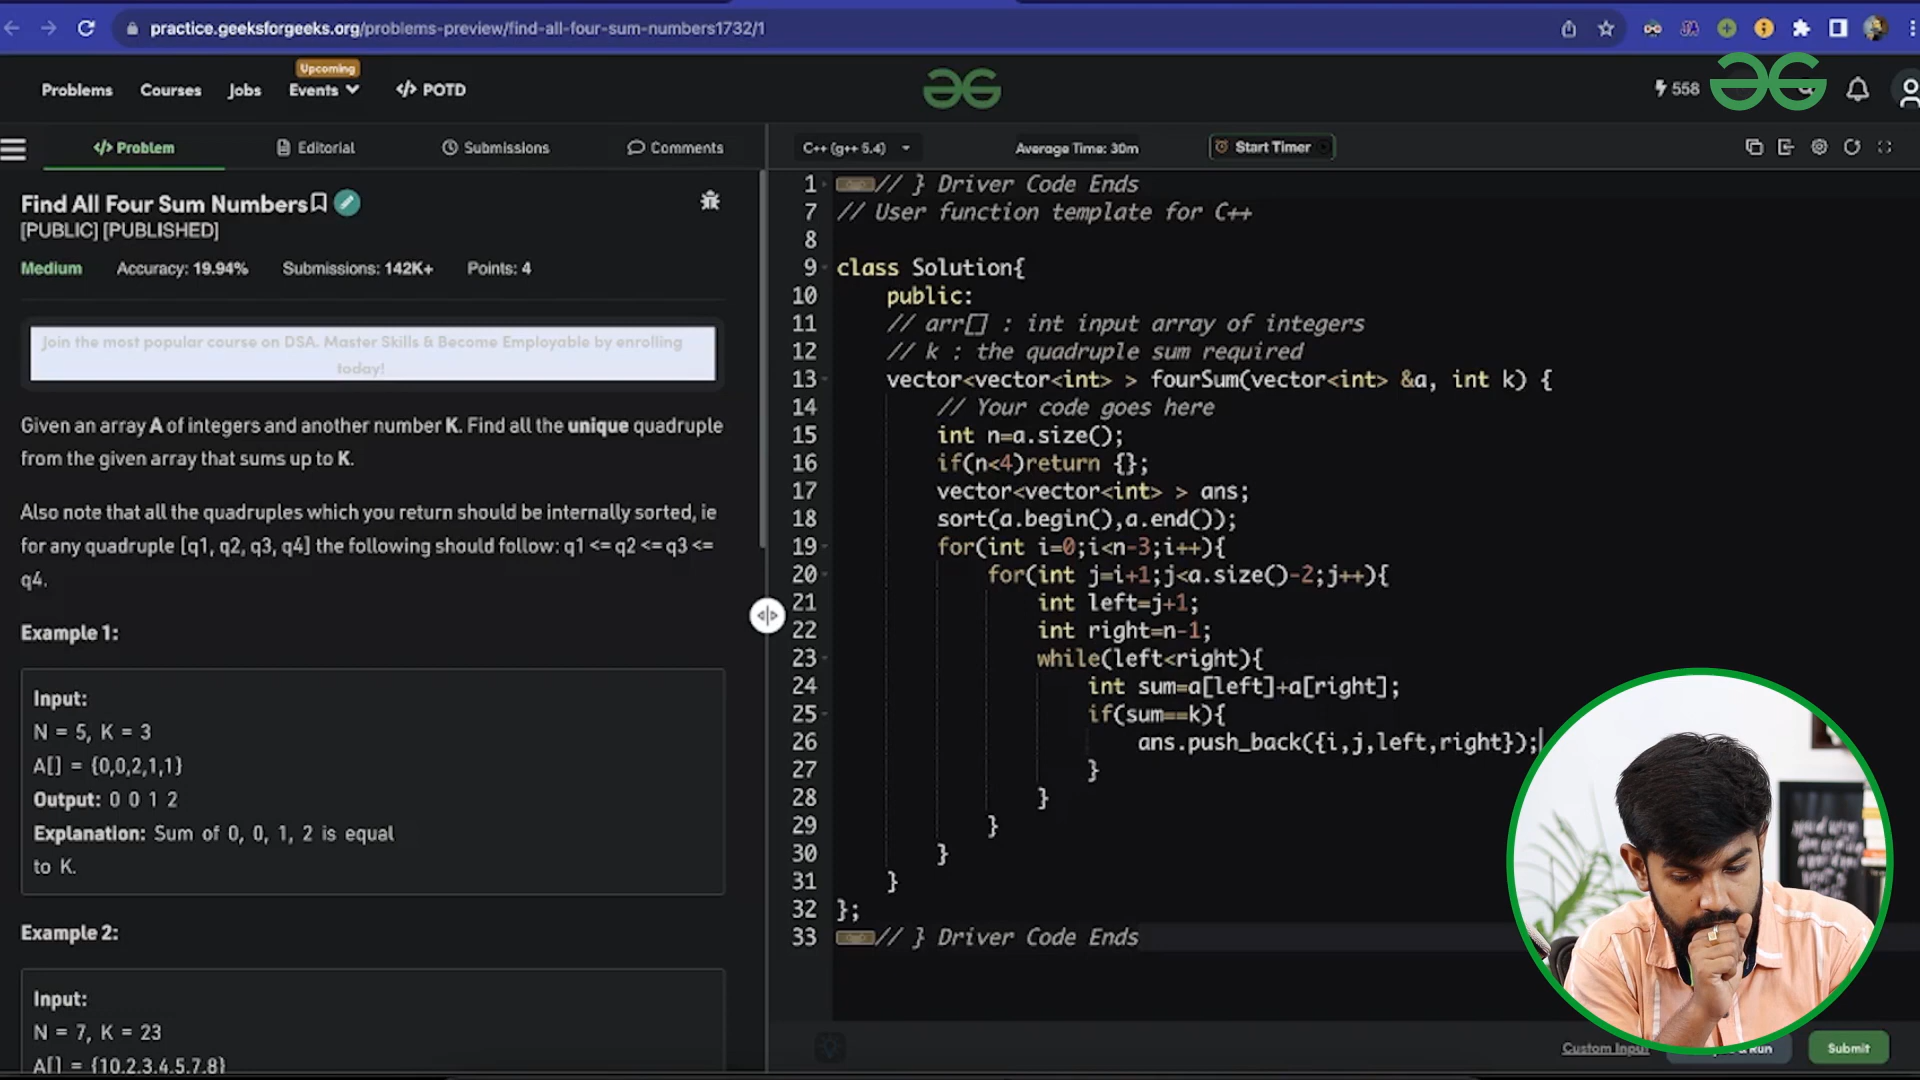 practice.geeksforgeeks.org/problems-preview/find-all-four-sum-numbers1732/1
Problems
Courses
Jobs
Upcoming
Events
</> POTD
558
</> Problem
Editorial
Submissions
Comments
C++ (g++ 5.4)
Average Time: 30m
Start Timer
Find All Four Sum Numbers
[PUBLIC] [PUBLISHED]
Medium
Accuracy: 19.94%
Submissions: 142K+
Points: 4
Join the most popular course on DSA. Master Skills & Become Employable by enrolling
today!
Given an array A of integers and another number K. Find all the unique quadruple
from the given array that sums up to K.
Also note that all the quadruples which you return should be internally sorted, ie
for any quadruple [q1, q2, q3, q4] the following should follow: q1 <= q2 <= q3 <=
q4.
Example 1:
Input:
N = 5, K = 3
A[] = {0,0,2,1,1}
Output: 0 0 1 2
Explanation: Sum of 0, 0, 1, 2 is equal
to K.
Example 2:
Input:
N = 7, K = 23
A[] = {10,2,3,4,5,7,8}
1 // } Driver Code Ends
7 // User function template for C++
8
9 class Solution{
10 public:
11 // arr[] : int input array of integers
12 // k : the quadruple sum required
13 vector<vector<int> > fourSum(vector<int> &a, int k) {
14 // Your code goes here
15 int n=a.size();
16 if(n<4)return {};
17 vector<vector<int> > ans;
18 sort(a.begin(),a.end());
19 for(int i=0;i<n-3;i++){
20 for(int j=i+1;j<a.size()-2;j++){
21 int left=j+1;
22 int right=n-1;
23 while(left<right){
24 int sum=a[left]+a[right];
25 if(sum==k){
26 ans.push_back({i,j,left,right});
27 }
28 }
29 }
30 }
31 }
32 };
33 // } Driver Code Ends
Custom Input
Run
Submit